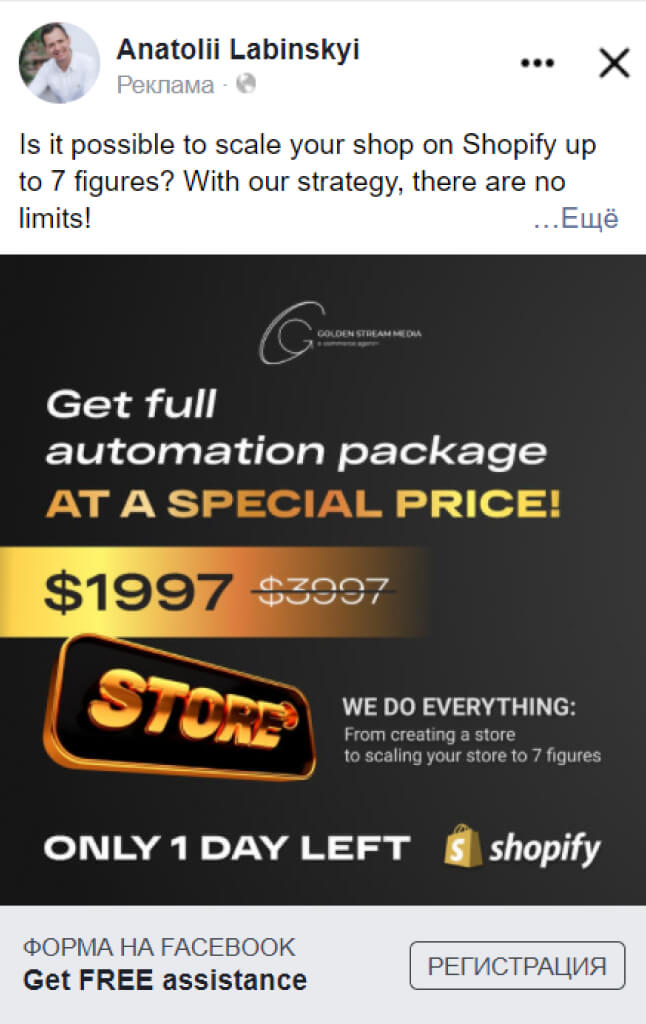 Anatolii Labinskyi
Реклама ·
Is it possible to scale your shop on Shopify up
to 7 figures? With our strategy, there are no
limits!
...Ещё
GOLDEN STREAM MEDIA
e-commerce agency
Get full
automation package
AT A SPECIAL PRICE!
$1997 $3997
STORE
WE DO EVERYTHING:
From creating a store
to scaling your store to 7 figures
ONLY 1 DAY LEFT
shopify
ФОРМА НА FACEBOOK
Get FREE assistance
РЕГИСТРАЦИЯ